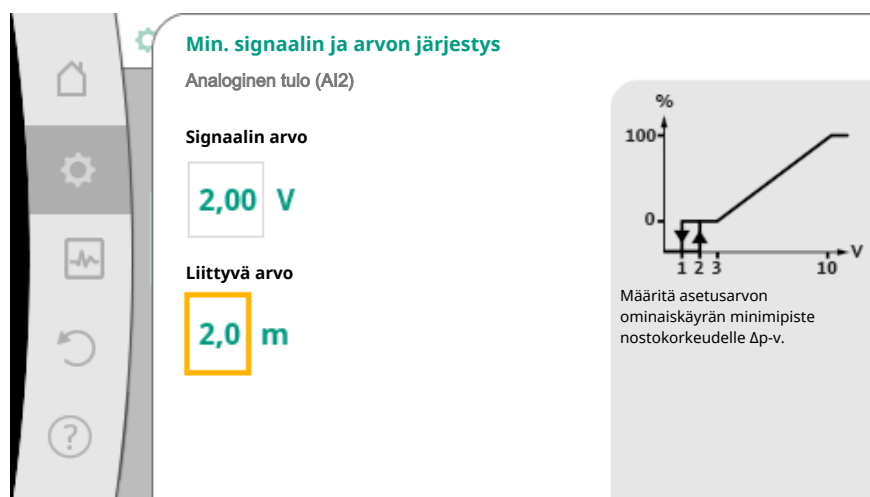 Min. signaalin ja arvon järjestys
Analoginen tulo (AI2)
Signaalin arvo
2,00 V
Liittyvä arvo
2,0 m
%
100
0
1 2 3 10 V
Määritä asetusarvon
ominaiskäyrän minimipiste
nostokorkeudelle Δp-v.
?